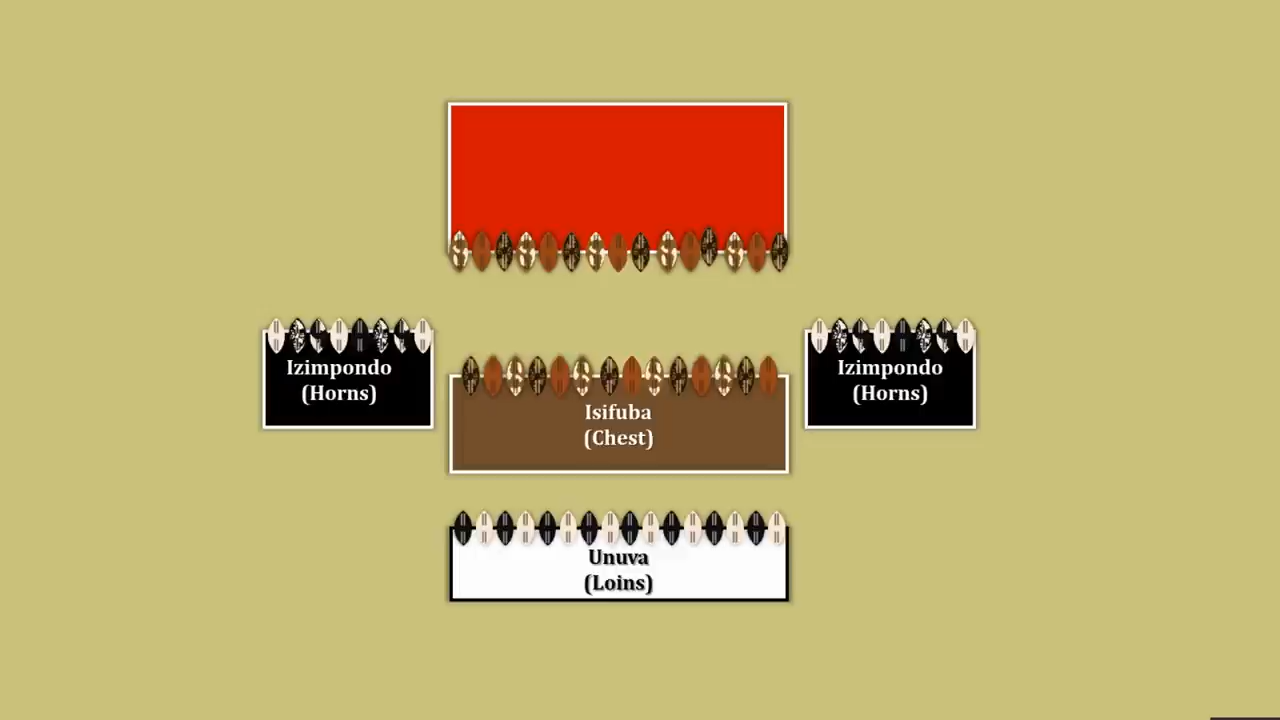 Izimpondo
(Horns)
Izimpondo
(Horns)
Isifuba
(Chest)
Unuva
(Loins)